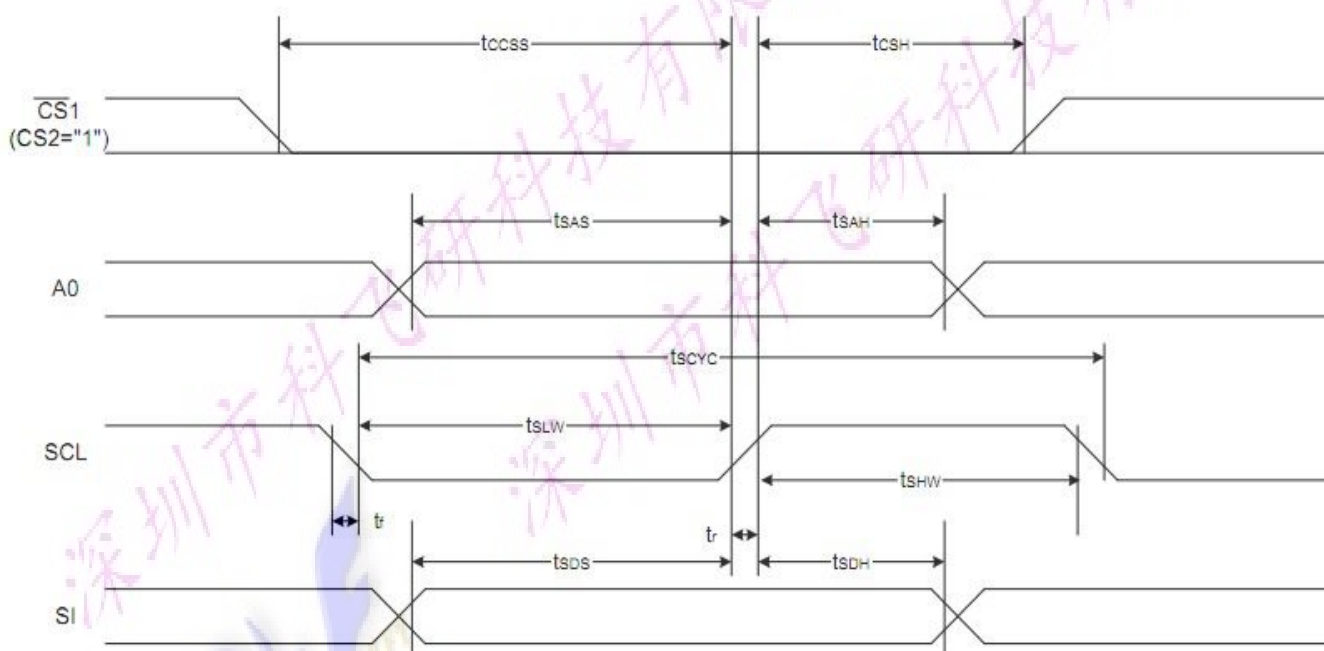 tCCSS
tCSH
CS1
(CS2="1")
tSAS
tSAH
A0
tSCYC
tSLW
SCL
tSHW
tf
tr
tSDS
tSDH
SI
深圳市科飞研科技有限
深圳市科飞研科技有